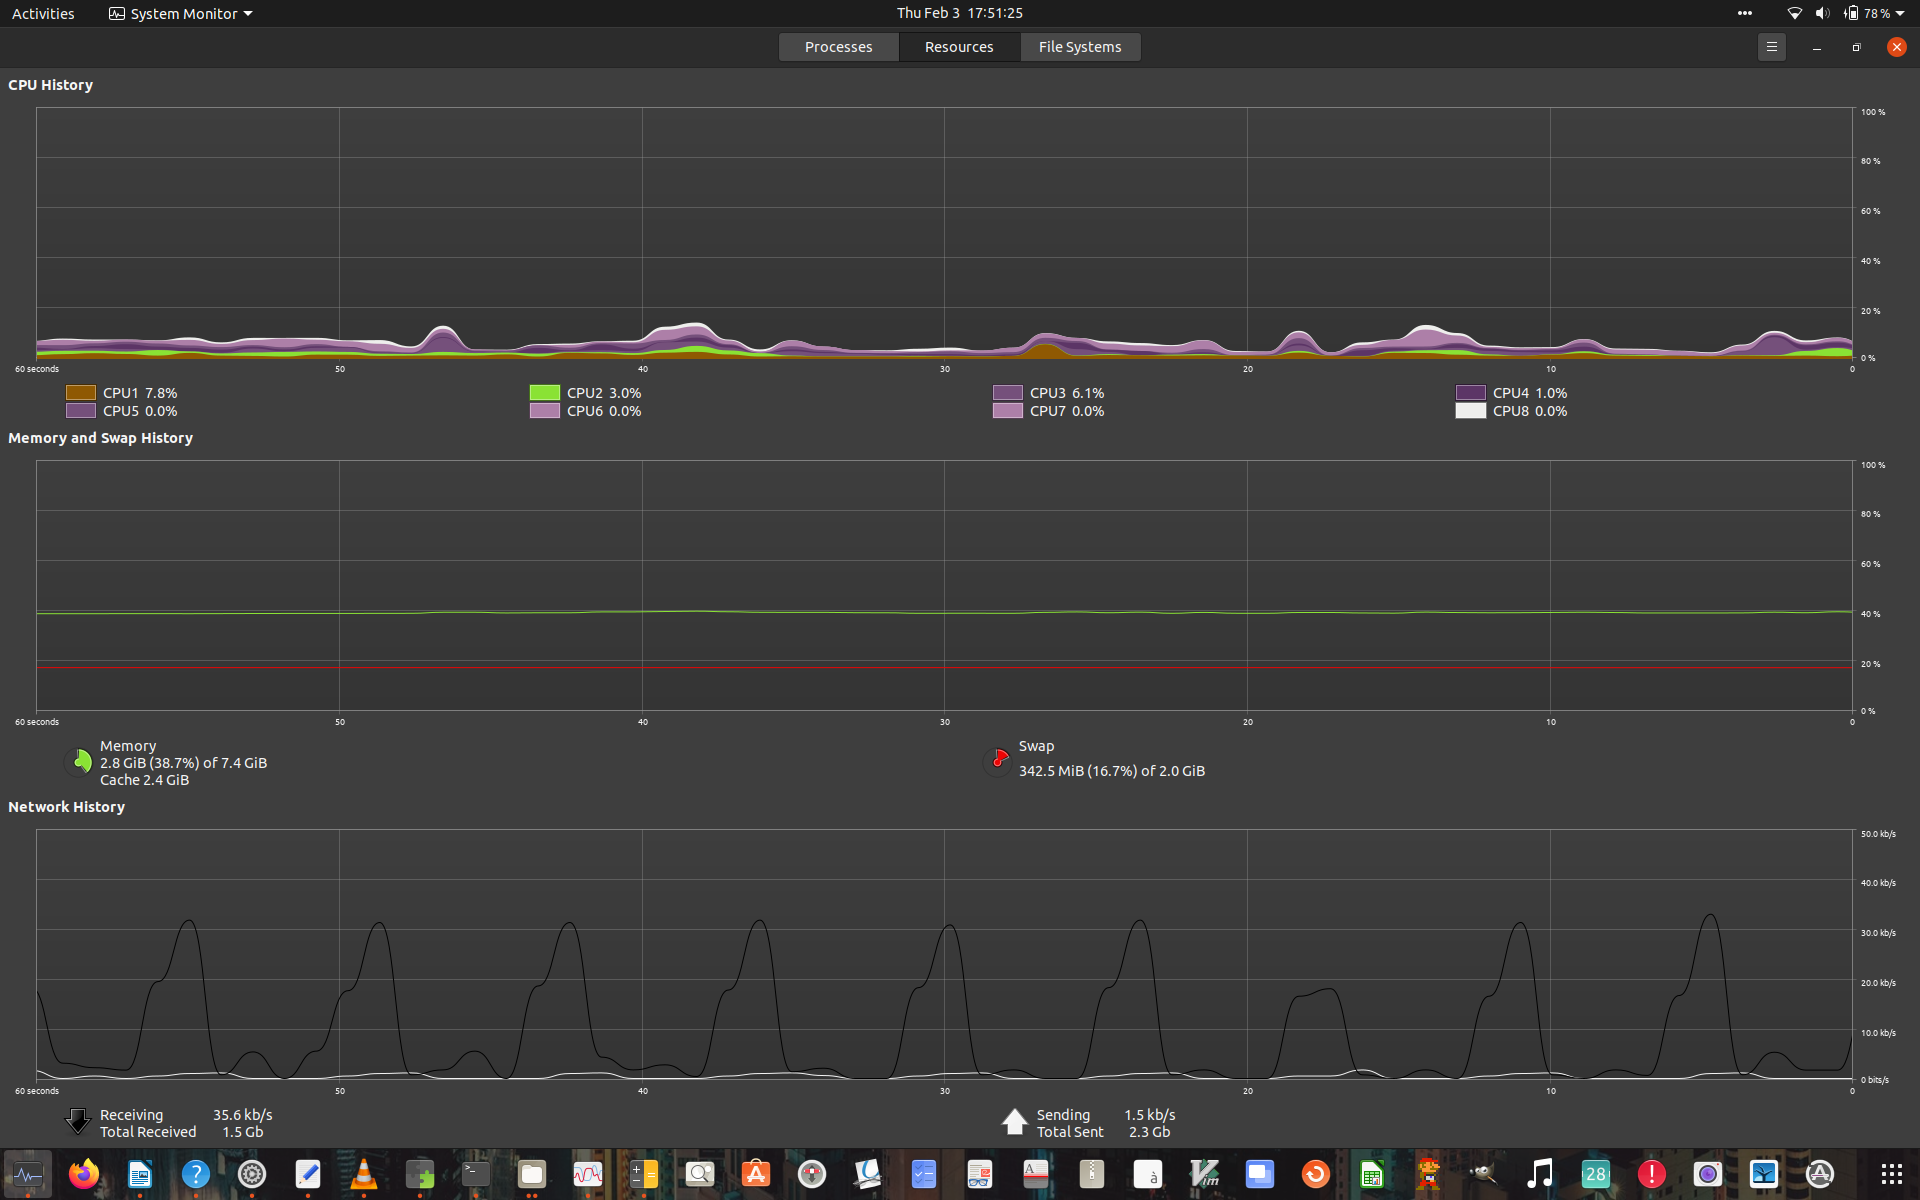 Activities System Monitor Thu Feb 3 17:51:25 78 %
Processes Resources File Systems
CPU History
100 %
80 %
60 %
40 %
20 %
0 %
60 seconds 50 40 30 20 10 0
CPU1 7.8% CPU2 3.0% CPU3 6.1% CPU4 1.0%
CPU5 0.0% CPU6 0.0% CPU7 0.0% CPU8 0.0%
Memory and Swap History
100 %
80 %
60 %
40 %
20 %
0 %
60 seconds 50 40 30 20 10 0
Memory
2.8 GiB (38.7%) of 7.4 GiB
Cache 2.4 GiB
Swap
342.5 MiB (16.7%) of 2.0 GiB
Network History
50.0 kb/s
40.0 kb/s
30.0 kb/s
20.0 kb/s
10.0 kb/s
0 bits/s
60 seconds 50 40 30 20 10 0
Receiving 35.6 kb/s
Total Received 1.5 Gb
Sending 1.5 kb/s
Total Sent 2.3 Gb
? >_ A à Vim 28 !